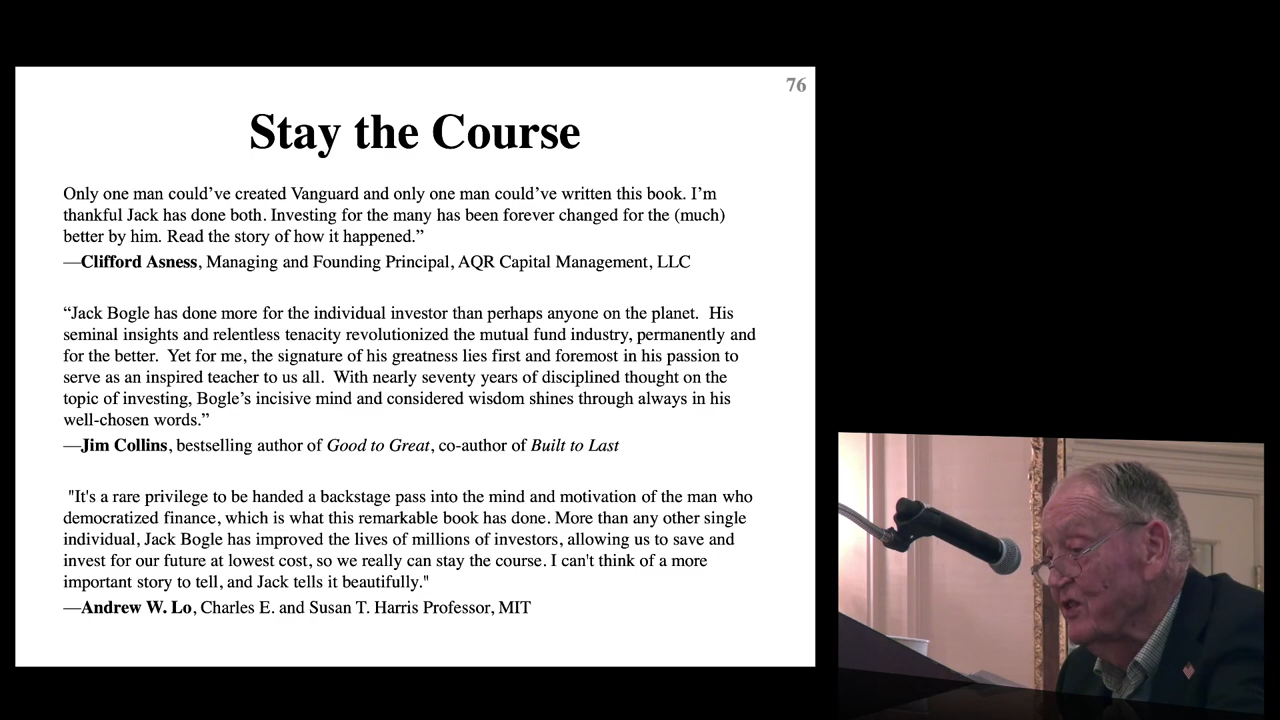 76
Stay the Course
Only one man could’ve created Vanguard and only one man could’ve written this book. I’m
thankful Jack has done both. Investing for the many has been forever changed for the (much)
better by him. Read the story of how it happened.”
—Clifford Asness, Managing and Founding Principal, AQR Capital Management, LLC
“Jack Bogle has done more for the individual investor than perhaps anyone on the planet.  His
seminal insights and relentless tenacity revolutionized the mutual fund industry, permanently and
for the better.  Yet for me, the signature of his greatness lies first and foremost in his passion to
serve as an inspired teacher to us all.  With nearly seventy years of disciplined thought on the
topic of investing, Bogle’s incisive mind and considered wisdom shines through always in his
well-chosen words.”
—Jim Collins, bestselling author of Good to Great, co-author of Built to Last
"It's a rare privilege to be handed a backstage pass into the mind and motivation of the man who
democratized finance, which is what this remarkable book has done. More than any other single
individual, Jack Bogle has improved the lives of millions of investors, allowing us to save and
invest for our future at lowest cost, so we really can stay the course. I can't think of a more
important story to tell, and Jack tells it beautifully."
—Andrew W. Lo, Charles E. and Susan T. Harris Professor, MIT